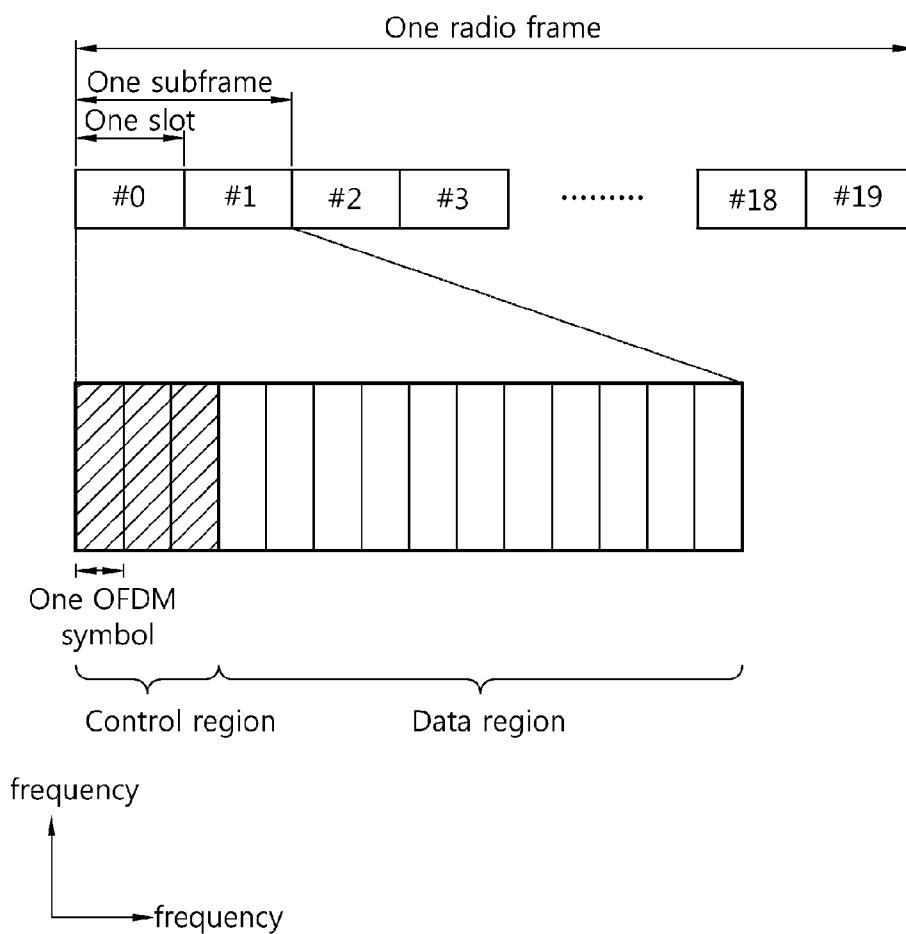 One radio frame
One subframe
One slot
#0 #1 #2 #3 ········· #18 #19
One OFDM
symbol
Control region Data region
frequency
frequency